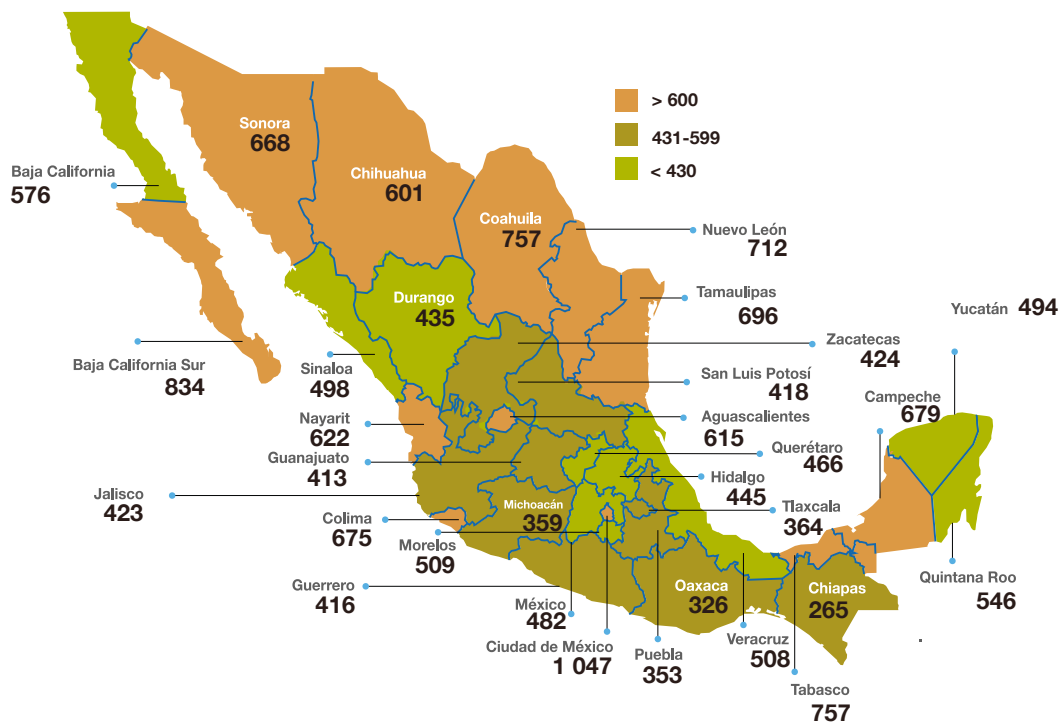 > 600
431-599
< 430
Sonora
668
Chihuahua
601
Coahuila
757
Baja California
576
Nuevo León
712
Durango
435
Tamaulipas
696
Yucatán 494
Zacatecas
424
Baja California Sur
834
Sinaloa
498
San Luis Potosí
418
Campeche
679
Nayarit
622
Aguascalientes
615
Guanajuato
413
Querétaro
466
Hidalgo
445
Jalisco
423
Michoacán
359
Tlaxcala
364
Colima
675
Morelos
509
Guerrero
416
México
482
Oaxaca
326
Chiapas
265
Quintana Roo
546
Ciudad de México
1 047
Puebla
353
Veracruz
508
Tabasco
757